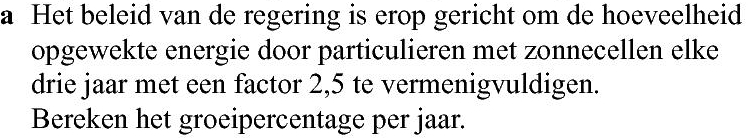 a Het beleid van de regering is erop gericht om de hoeveelheid
opgewekte energie door particulieren met zonnecellen elke
drie jaar met een factor 2,5 te vermenigvuldigen.
Bereken het groeipercentage per jaar.